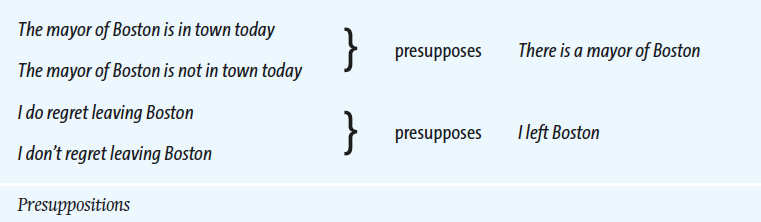 The mayor of Boston is in town today
The mayor of Boston is not in town today
} presupposes There is a mayor of Boston
I do regret leaving Boston
I don’t regret leaving Boston
} presupposes I left Boston
Presuppositions